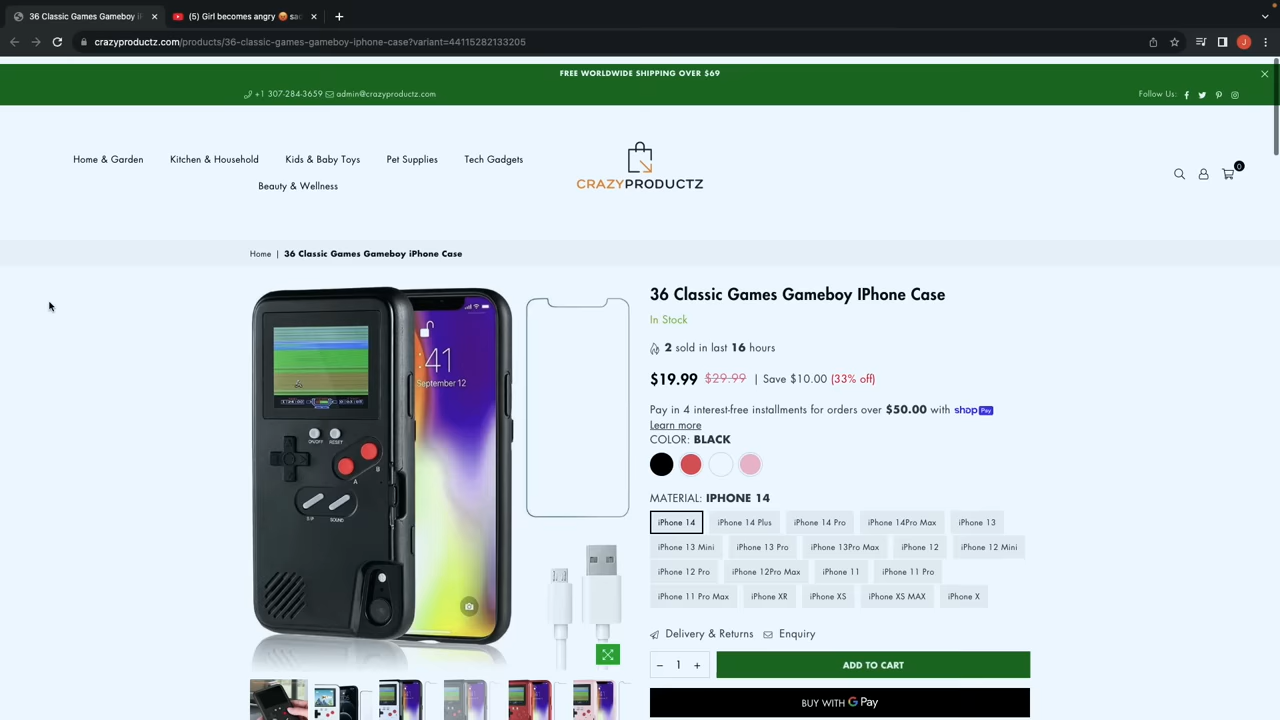 36 Classic Games Gameboy i
(5) Girl becomes angry 😡 sa
crazyproductz.com/products/36-classic-games-gameboy-iphone-case?variant=44115282133205
J
FREE WORLDWIDE SHIPPING OVER $69
+1 307-284-3659 admin@crazyproductz.com
Follow Us:
Home & Garden Kitchen & Household Kids & Baby Toys Pet Supplies Tech Gadgets
Beauty & Wellness
CRAZYPRODUCTZ
0
Home | 36 Classic Games Gameboy iPhone Case
36 Classic Games Gameboy IPhone Case
In Stock
2 sold in last 16 hours
$19.99 $29.99 | Save $10.00 (33% off)
Pay in 4 interest-free installments for orders over $50.00 with shop Pay
Learn more
COLOR: BLACK
MATERIAL: IPHONE 14
iPhone 14 iPhone 14 Plus iPhone 14 Pro iPhone 14Pro Max iPhone 13
iPhone 13 Mini iPhone 13 Pro iPhone 13Pro Max iPhone 12 iPhone 12 Mini
iPhone 12 Pro iPhone 12Pro Max iPhone 11 iPhone 11 Pro
iPhone 11 Pro Max iPhone XR iPhone XS iPhone XS MAX iPhone X
Delivery & Returns Enquiry
− 1 + ADD TO CART
BUY WITH G Pay
:41
September 12
ON/OFF RESET
B
A
SOUND